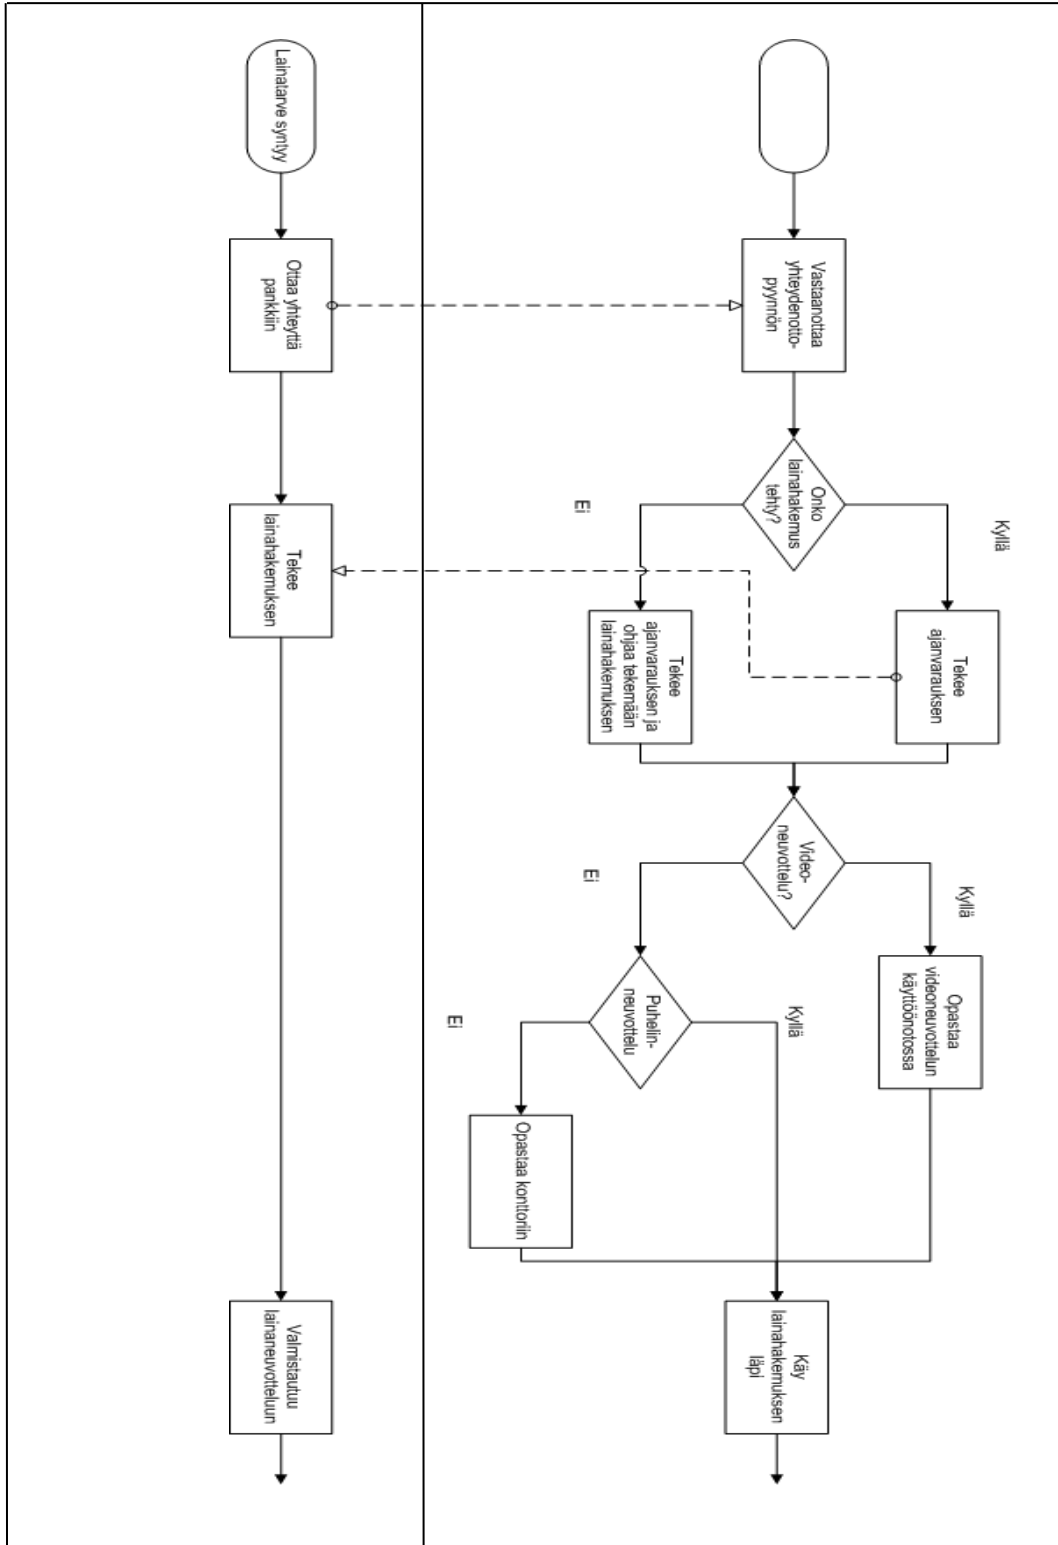 Lainatarve syntyy
Ottaa yhteyttä
pankkiin
Tekee
lainahakemuksen
Valmistautuu
lainaneuvotteluun
Vastaanottaa
yhteydenotto-
pyynnön
Onko
lainahakemus
tehty?
Kyllä
Ei
Tekee
ajanvarauksen
Tekee
ajanvarauksen ja
ohjaa tekemään
lainahakemuksen
Video-
neuvottelu?
Kyllä
Ei
Opastaa
videoneuvottelun
käyttöönotossa
Puhelin-
neuvottelu
Kyllä
Ei
Opastaa konttoriin
Käy
lainahakemuksen
läpi